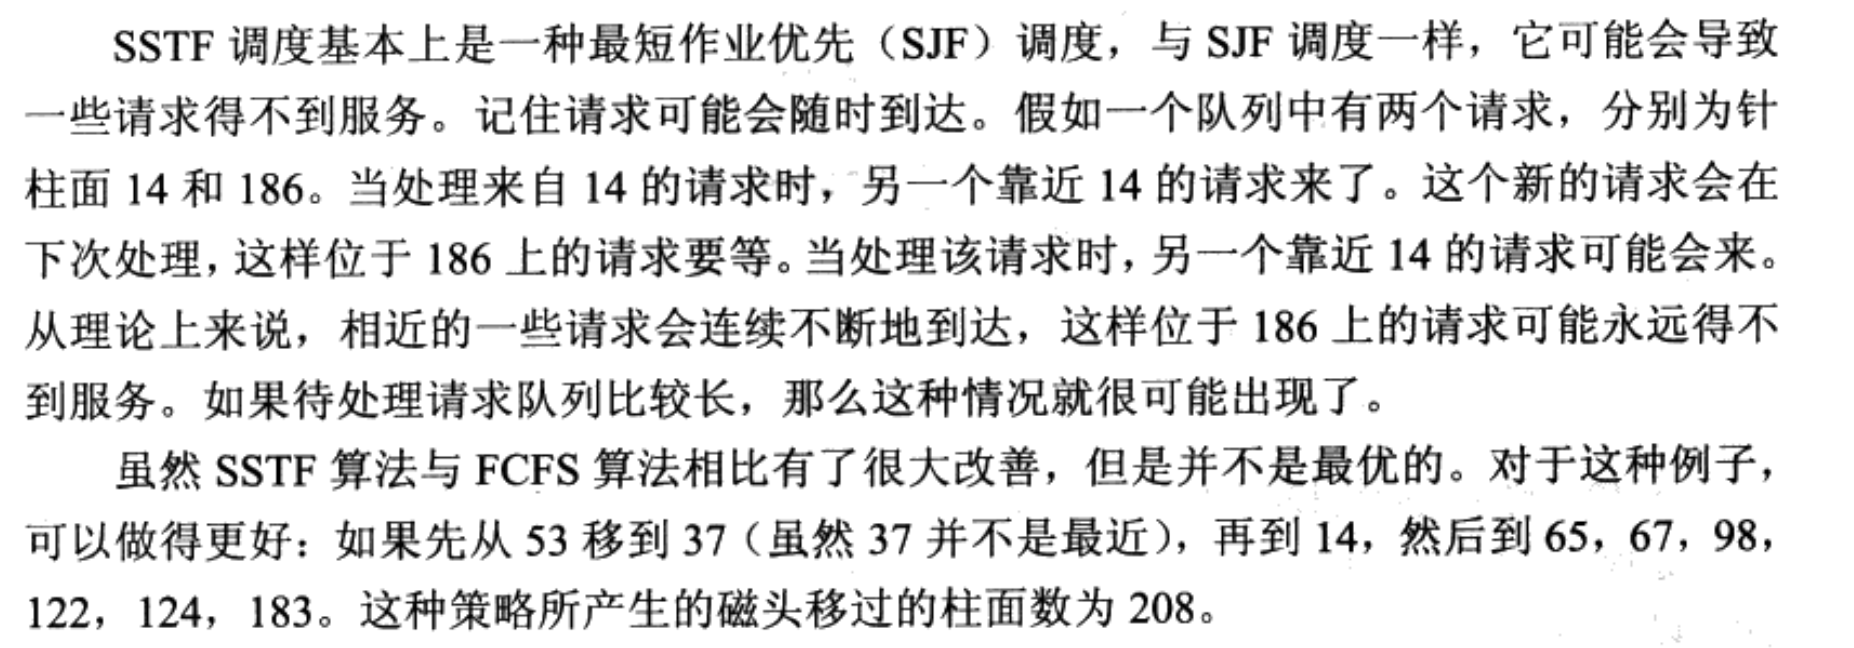 SSTF 调度基本上是一种最短作业优先（SJF）调度，与 SJF 调度一样，它可能会导致
一些请求得不到服务。记住请求可能会随时到达。假如一个队列中有两个请求，分别为针
柱面 14 和 186。当处理来自 14 的请求时，另一个靠近 14 的请求来了。这个新的请求会在
下次处理，这样位于 186 上的请求要等。当处理该请求时，另一个靠近 14 的请求可能会来。
从理论上来说，相近的一些请求会连续不断地到达，这样位于 186 上的请求可能永远得不
到服务。如果待处理请求队列比较长，那么这种情况就很可能出现了。
虽然 SSTF 算法与 FCFS 算法相比有了很大改善，但是并不是最优的。对于这种例子，
可以做得更好：如果先从 53 移到 37（虽然 37 并不是最近），再到 14，然后到 65，67，98，
122，124，183。这种策略所产生的磁头移过的柱面数为 208。